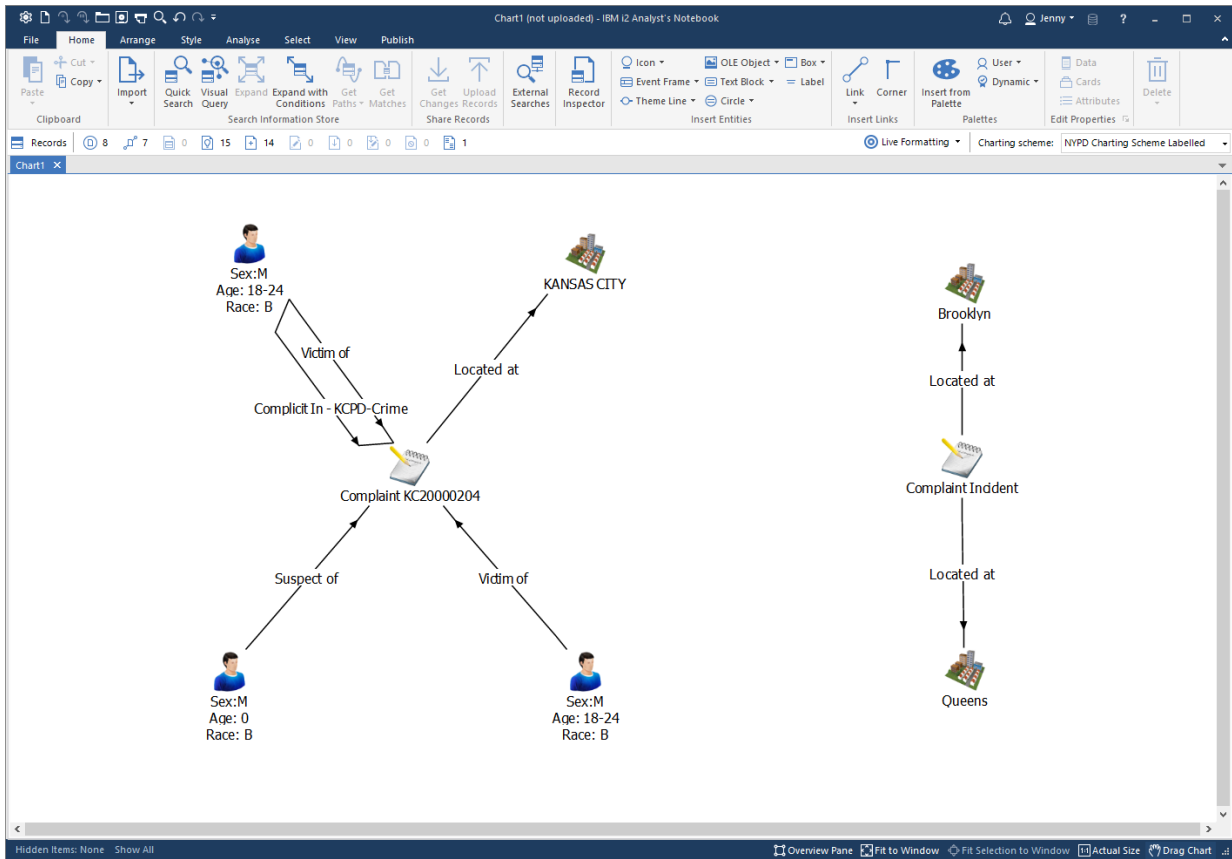 Chart1 (not uploaded) - IBM i2 Analyst's Notebook
Jenny
?
File Home Arrange Style Analyse Select View Publish
Paste
Cut
Copy
Clipboard
Import
Quick Search
Visual Query
Expand
Expand with Conditions
Get Paths
Get Matches
Search Information Store
Get Changes
Upload Records
Share Records
External Searches
Record Inspector
Icon
Event Frame
Theme Line
OLE Object
Text Block
Circle
Box
Label
Insert Entities
Link
Corner
Insert Links
Insert from Palette
User
Dynamic
Palettes
Data
Cards
Attributes
Edit Properties
Delete
Records 8 7 0 15 14 0 0 0 0 1
Live Formatting
Charting scheme: NYPD Charting Scheme Labelled
Chart1
Sex:M
Age: 18-24
Race: B
KANSAS CITY
Brooklyn
Victim of
Located at
Located at
Complicit In - KCPD-Crime
Complaint KC20000204
Complaint Incident
Suspect of
Victim of
Located at
Sex:M
Age: 0
Race: B
Sex:M
Age: 18-24
Race: B
Queens
Hidden Items: None Show All
Overview Pane Fit to Window Fit Selection to Window 1:1 Actual Size Drag Chart